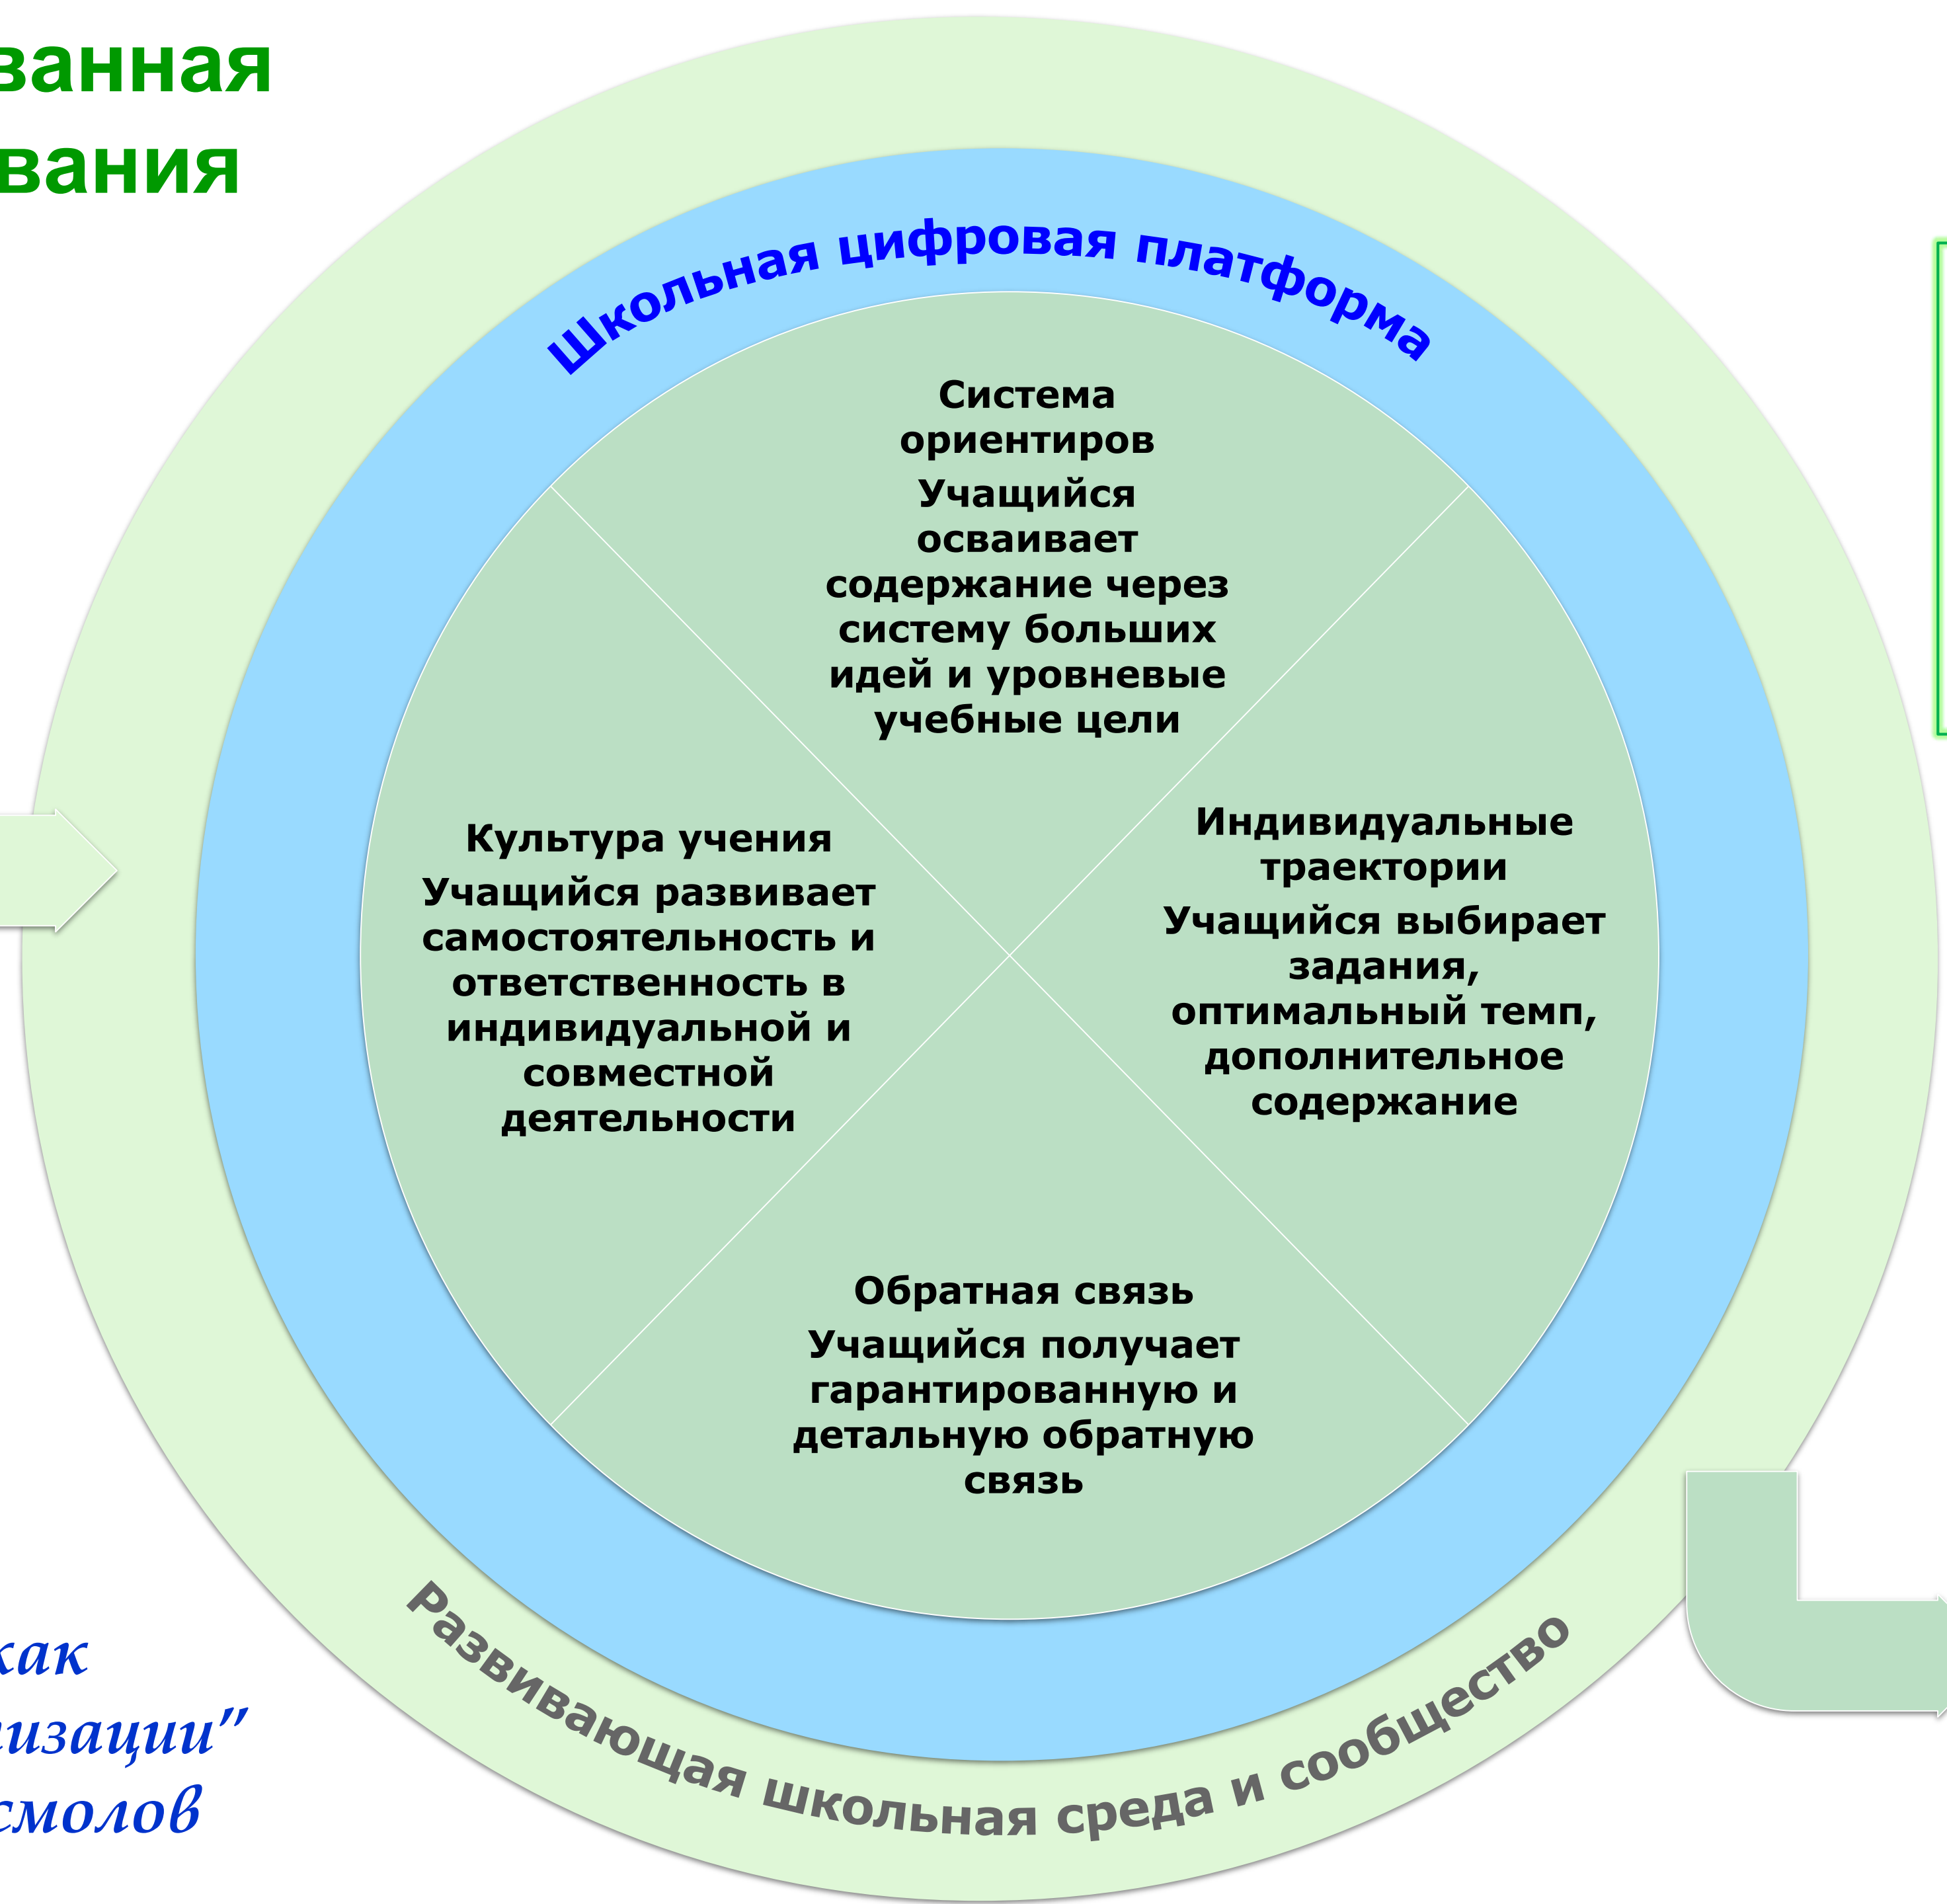 ванная
вания
Школьная цифровая платформа
Система
ориентиров
Учащийся
осваивает
содержание через
систему больших
идей и уровневые
учебные цели
Культура учения
Учащийся развивает
самостоятельность и
ответственность в
индивидуальной и
совместной
деятельности
Индивидуальные
траектории
Учащийся выбирает
задания,
оптимальный темп,
дополнительное
содержание
Обратная связь
Учащийся получает
гарантированную и
детальную обратную
связь
Развивающая школьная среда и сообщество
как
изации"
смолов